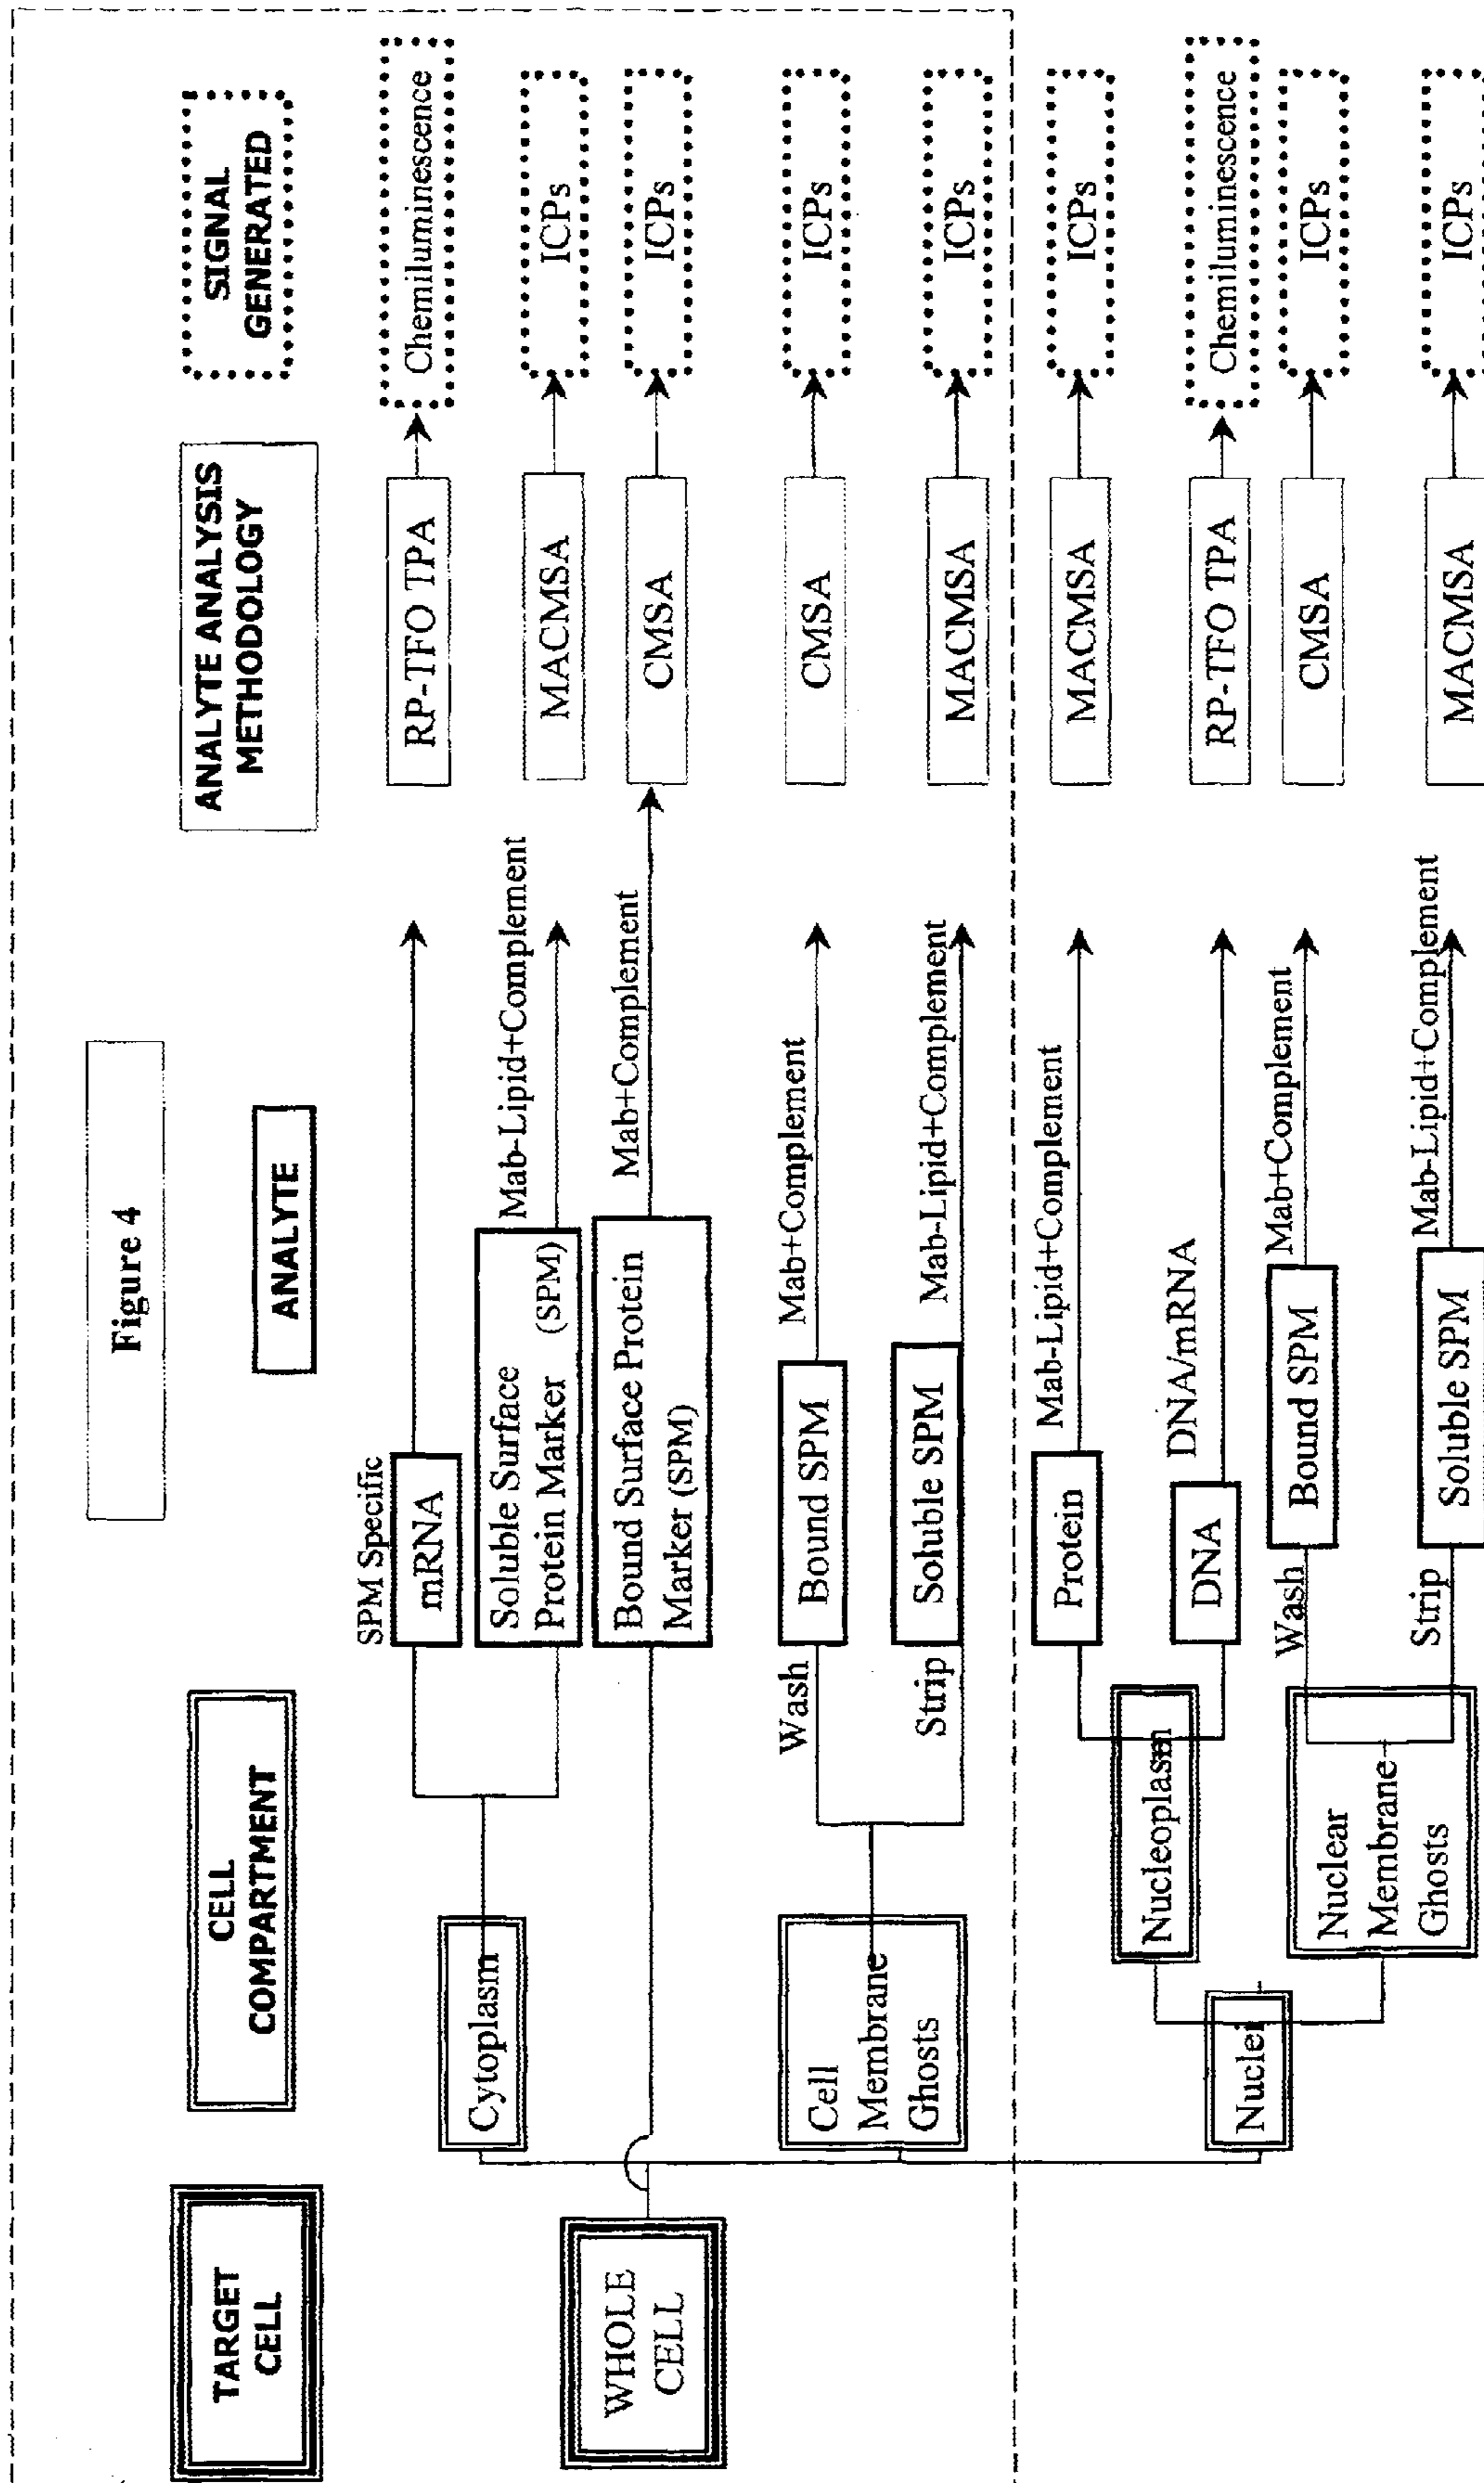 Figure 4
TARGET
CELL
CELL
COMPARTMENT
ANALYTE
ANALYTE ANALYSIS
METHODOLOGY
SIGNAL
GENERATED
WHOLE
CELL
Cytoplasm
SPM Specific
mRNA
RP-TFO TPA
Chemiluminescence
Soluble Surface
Protein Marker (SPM)
Mab-Lipid+Complement
MACMSA
ICPs
Bound Surface Protein
Marker (SPM)
Mab+Complement
CMSA
ICPs
Cell
Membrane
Ghosts
Wash
Bound SPM
Mab+Complement
CMSA
ICPs
Strip
Soluble SPM
Mab-Lipid+Complement
MACMSA
ICPs
Nuclei
Nucleoplasm
Protein
Mab-Lipid+Complement
MACMSA
ICPs
DNA
DNA/mRNA
RP-TFO TPA
Chemiluminescence
Nuclear
Membrane
Ghosts
Wash
Bound SPM
Mab+Complement
CMSA
ICPs
Strip
Soluble SPM
Mab-Lipid+Complement
MACMSA
ICPs